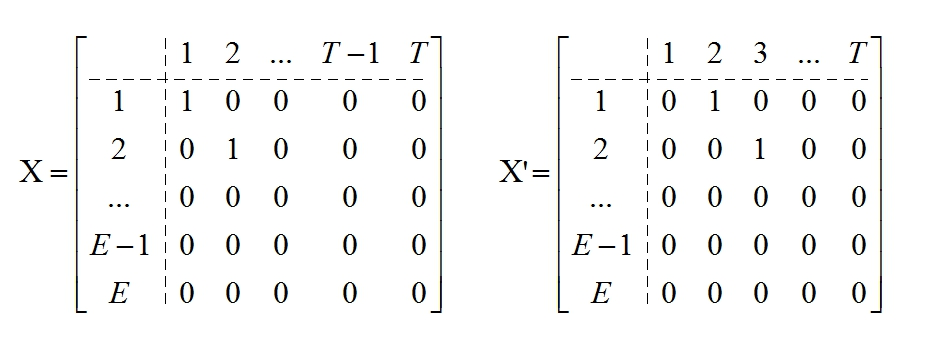 1 2 ... T − 1 T
1 1 0 0 0 0
2 0 1 0 0 0
X = ... 0 0 0 0 0
E − 1 0 0 0 0 0
E 0 0 0 0 0
1 2 3 ... T
1 0 1 0 0 0
2 0 0 1 0 0
X' = ... 0 0 0 0 0
E − 1 0 0 0 0 0
E 0 0 0 0 0